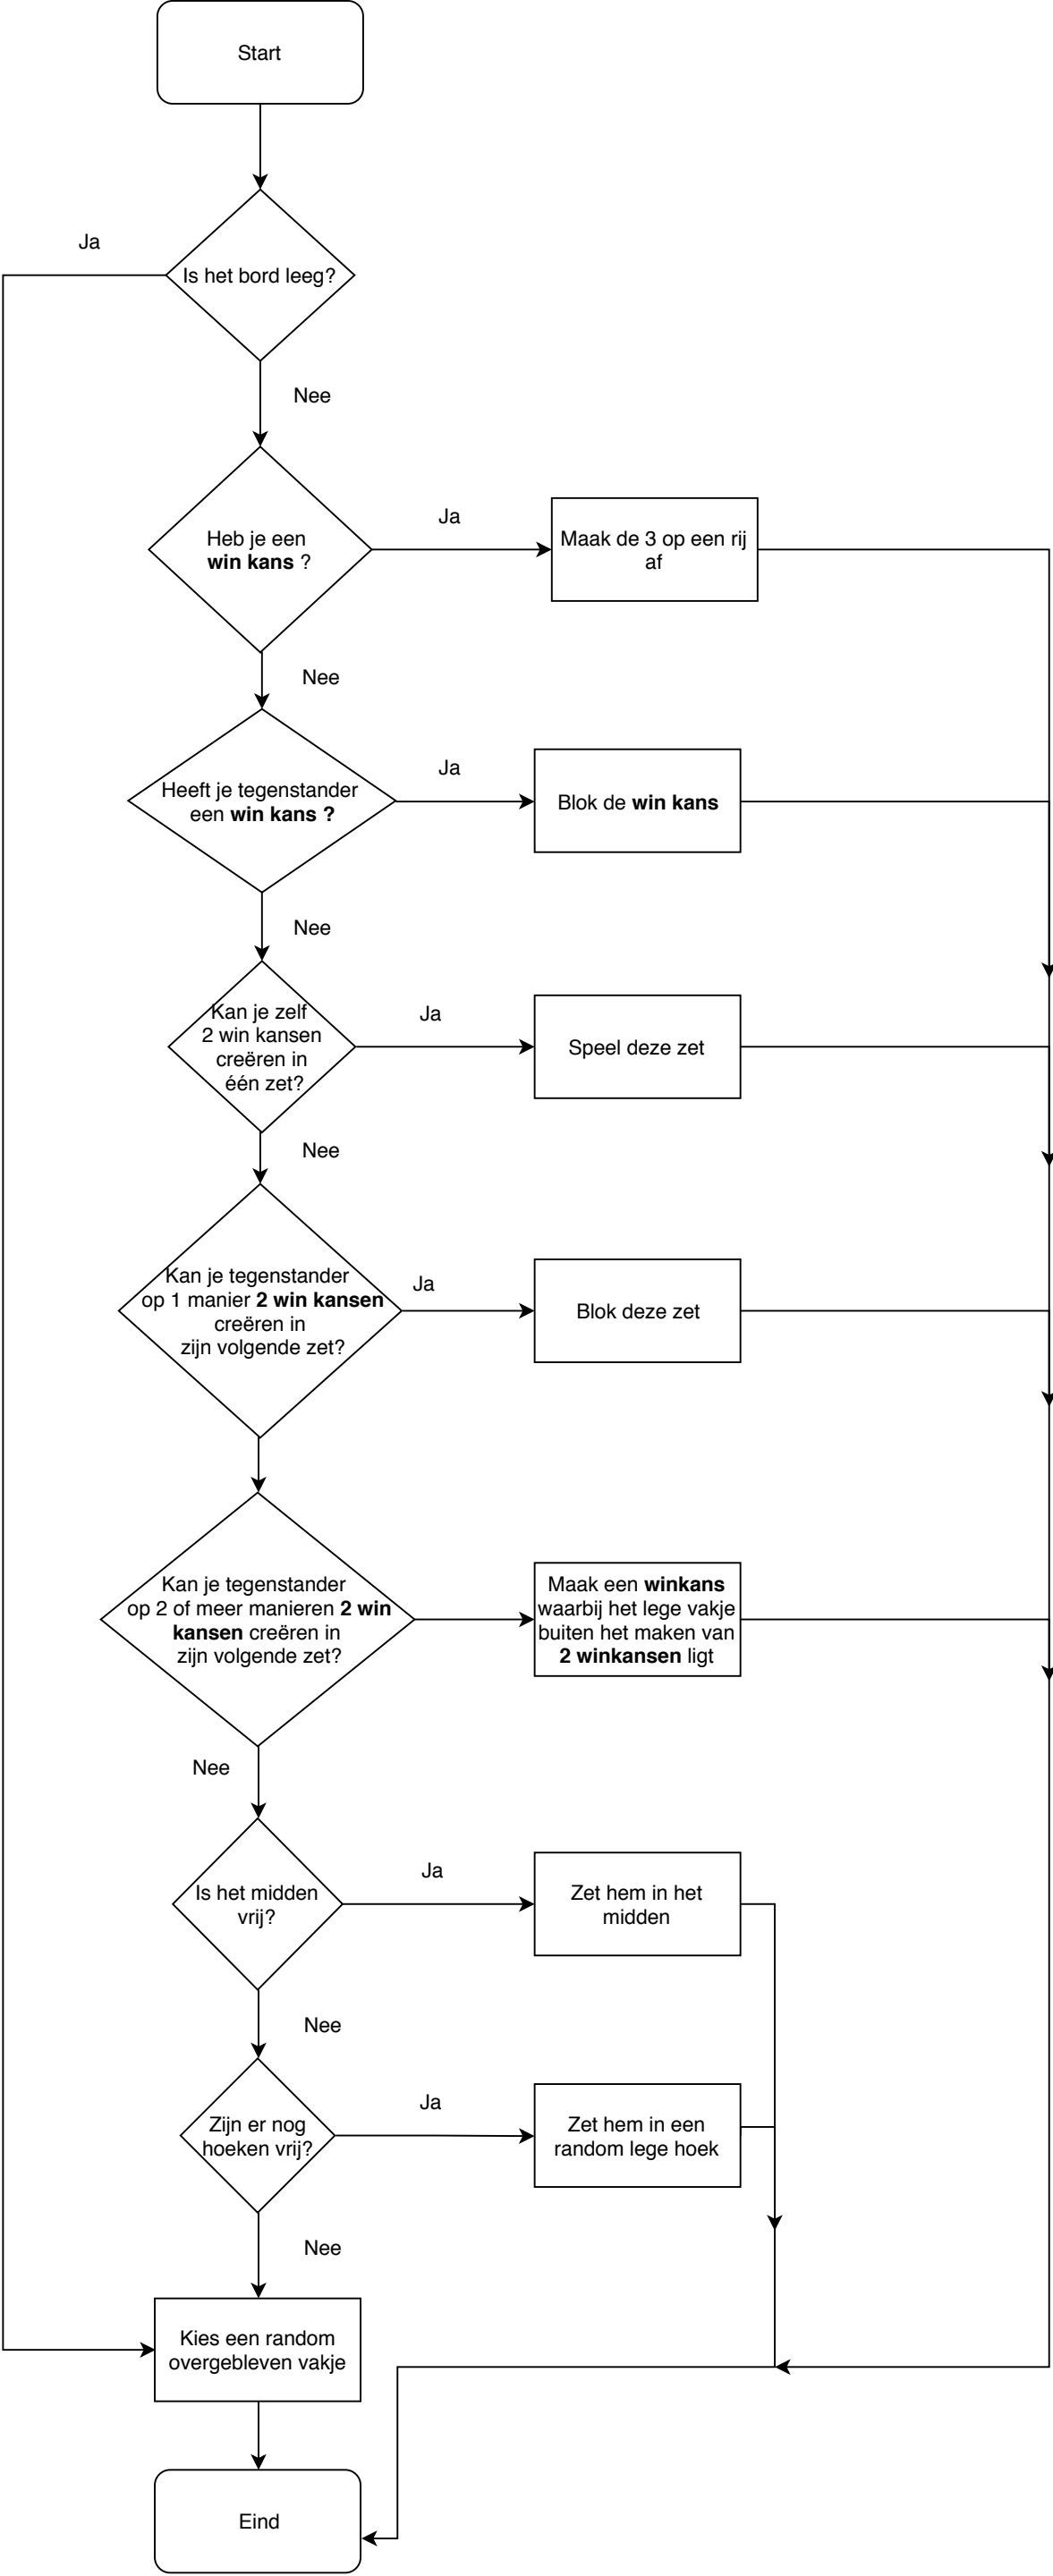 Start
Ja
Is het bord leeg?
Nee
Heb je een
win kans ?
Ja
Maak de 3 op een rij
af
Nee
Heeft je tegenstander
een win kans ?
Ja
Blok de win kans
Nee
Kan je zelf
2 win kansen
creëren in
één zet?
Ja
Speel deze zet
Nee
Kan je tegenstander
op 1 manier 2 win kansen
creëren in
zijn volgende zet?
Ja
Blok deze zet
Kan je tegenstander
op 2 of meer manieren 2 win
kansen creëren in
zijn volgende zet?
Maak een winkans
waarbij het lege vakje
buiten het maken van
2 winkansen ligt
Nee
Is het midden
vrij?
Ja
Zet hem in het
midden
Nee
Zijn er nog
hoeken vrij?
Ja
Zet hem in een
random lege hoek
Nee
Kies een random
overgebleven vakje
Eind